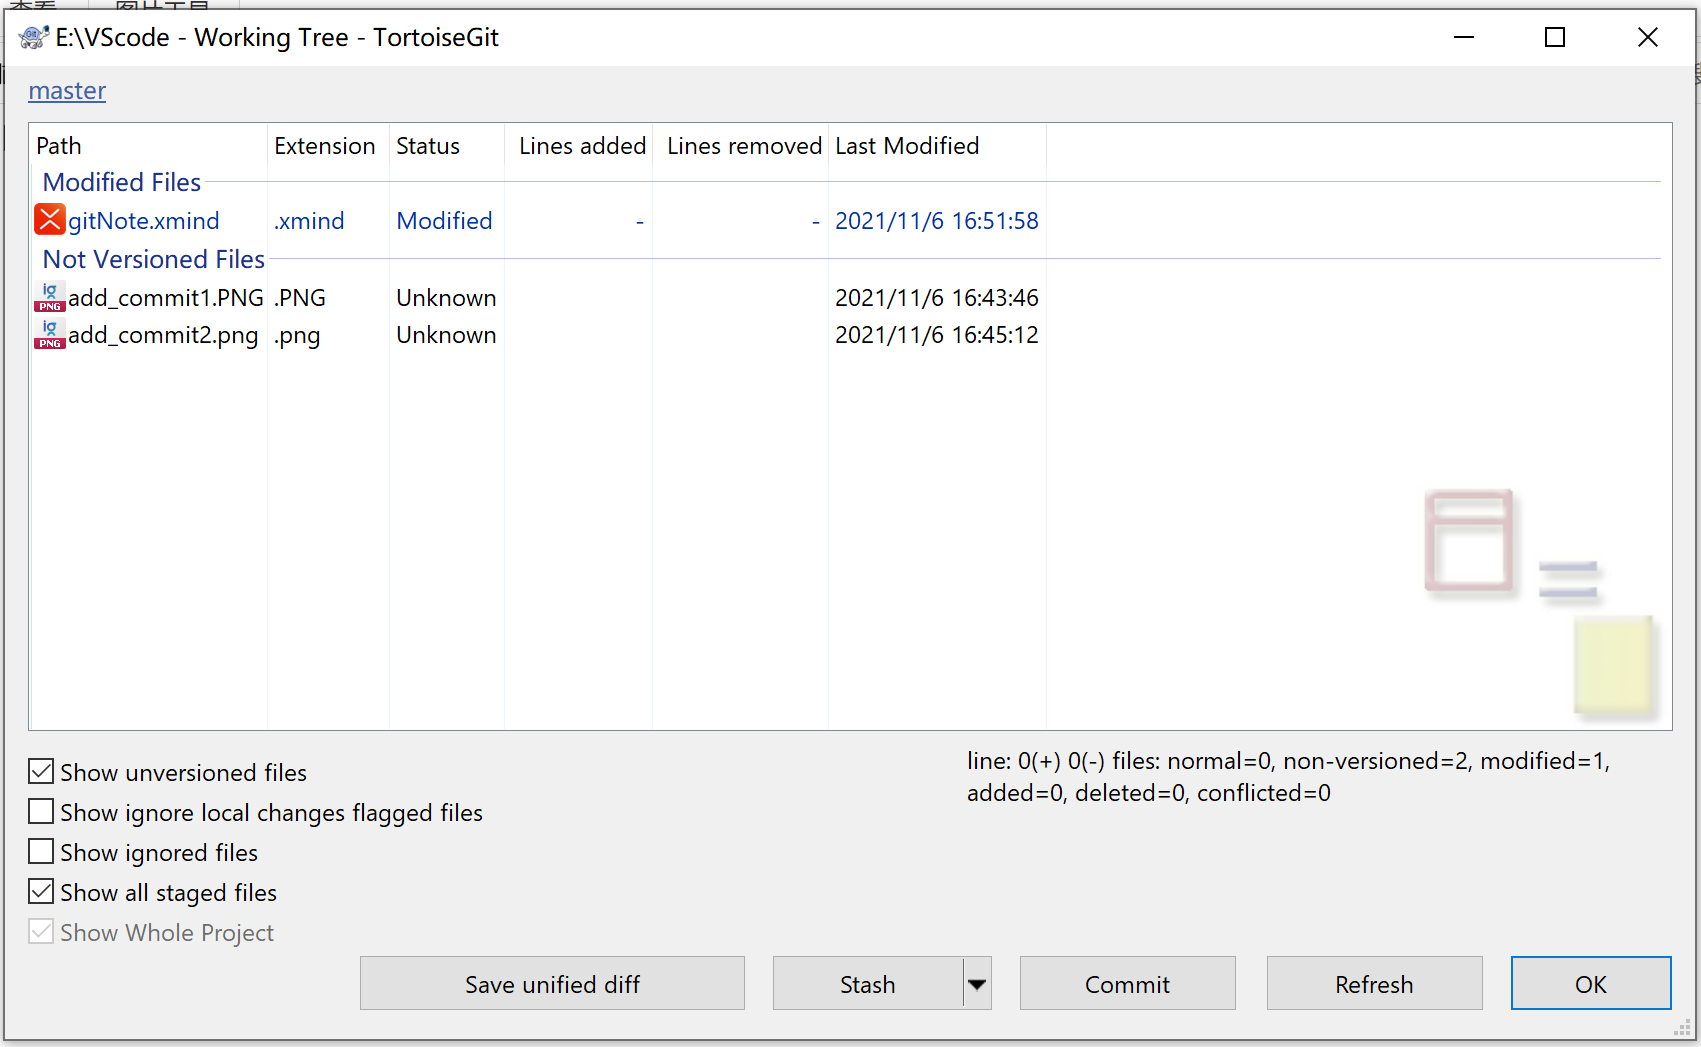 E:\VScode - Working Tree - TortoiseGit
master
Path Extension Status Lines added Lines removed Last Modified
Modified Files
gitNote.xmind .xmind Modified - - 2021/11/6 16:51:58
Not Versioned Files
add_commit1.PNG .PNG Unknown 2021/11/6 16:43:46
add_commit2.png .png Unknown 2021/11/6 16:45:12
Show unversioned files
Show ignore local changes flagged files
Show ignored files
Show all staged files
Show Whole Project
line: 0(+) 0(-) files: normal=0, non-versioned=2, modified=1,
added=0, deleted=0, conflicted=0
Save unified diff Stash Commit Refresh OK